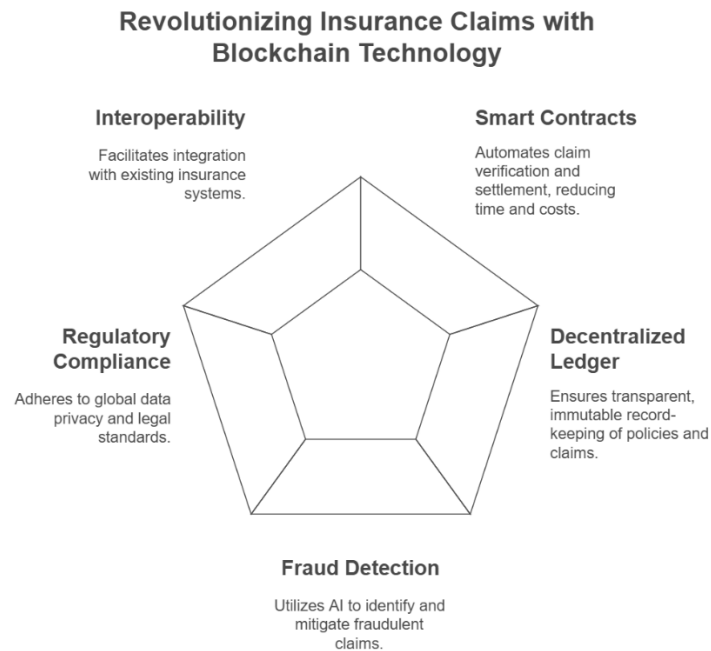 Revolutionizing Insurance Claims with
Blockchain Technology
Interoperability
Facilitates integration
with existing insurance
systems.
Smart Contracts
Automates claim
verification and
settlement, reducing
time and costs.
Regulatory
Compliance
Adheres to global data
privacy and legal
standards.
Decentralized
Ledger
Ensures transparent,
immutable record-
keeping of policies and
claims.
Fraud Detection
Utilizes AI to identify and
mitigate fraudulent
claims.